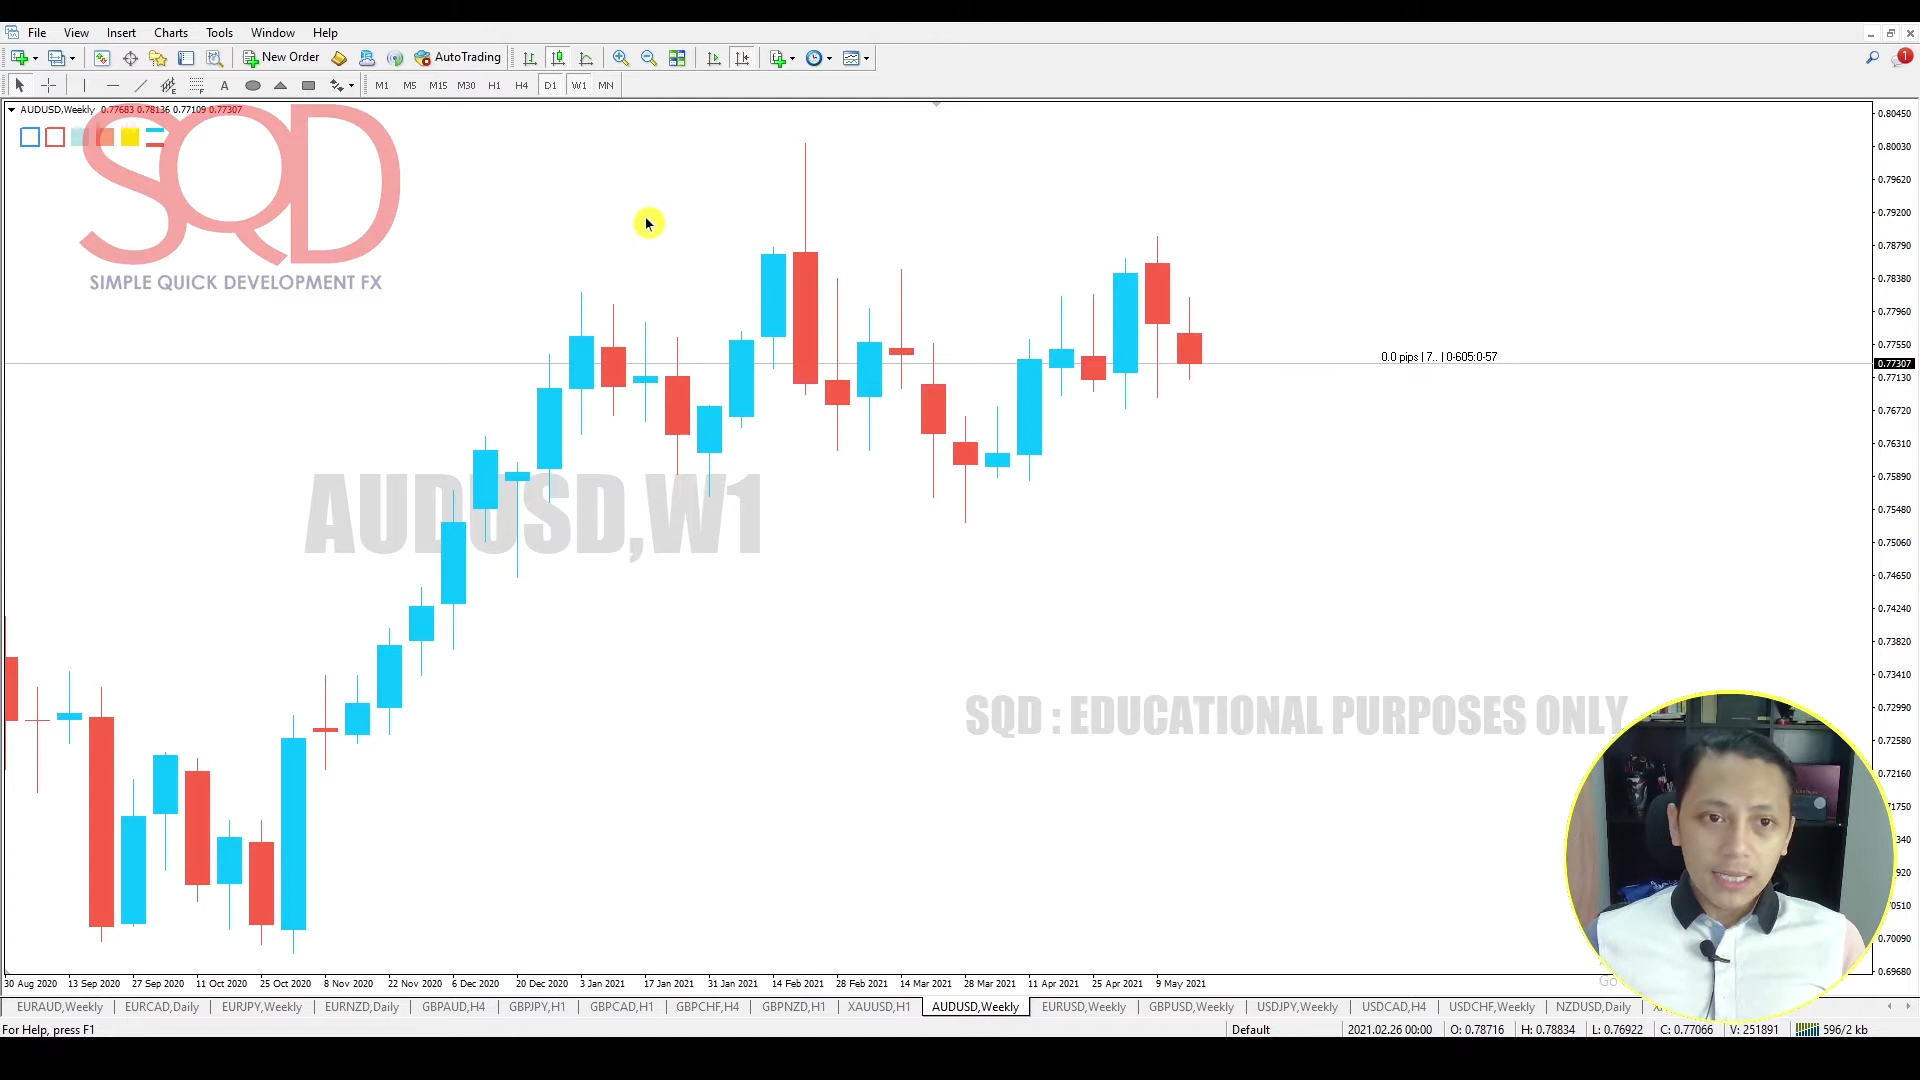 File View Insert Charts Tools Window Help
New Order AutoTrading 1
A M1 M5 M15 M30 H1 H4 D1 W1 MN
AUDUSD,Weekly 0.77683 0.78136 0.77109 0.77307
SQD
SIMPLE QUICK DEVELOPMENT FX
0.80450
0.80030
0.79620
0.79200
0.78790
0.78380
0.77960
0.77550
0.0 pips | 7.. | 0-605:0-57
0.77307
0.77130
0.76720
0.76310
0.75890
0.75480
0.75060
0.74650
0.74240
0.73820
0.73410
0.72990
0.72580
0.72160
0.70090
0.69680
AUDUSD,W1
SQD : EDUCATIONAL PURPOSES ONLY
30 Aug 2020 13 Sep 2020 27 Sep 2020 11 Oct 2020 25 Oct 2020 8 Nov 2020 22 Nov 2020 6 Dec 2020 20 Dec 2020 3 Jan 2021 17 Jan 2021 31 Jan 2021 14 Feb 2021 28 Feb 2021 14 Mar 2021 28 Mar 2021 11 Apr 2021 25 Apr 2021 9 May 2021
EURAUD,Weekly EURCAD,Daily EURJPY,Weekly EURNZD,Daily GBPAUD,H4 GBPJPY,H1 GBPCAD,H1 GBPCHF,H4 GBPNZD,H1 XAUUSD,H1 AUDUSD,Weekly EURUSD,Weekly GBPUSD,Weekly USDJPY,Weekly USDCAD,H4 USDCHF,Weekly NZDUSD,Daily
For Help, press F1 Default 2021.02.26 00:00 O: 0.78716 H: 0.78834 L: 0.76922 C: 0.77066 V: 251891 596/2 kb